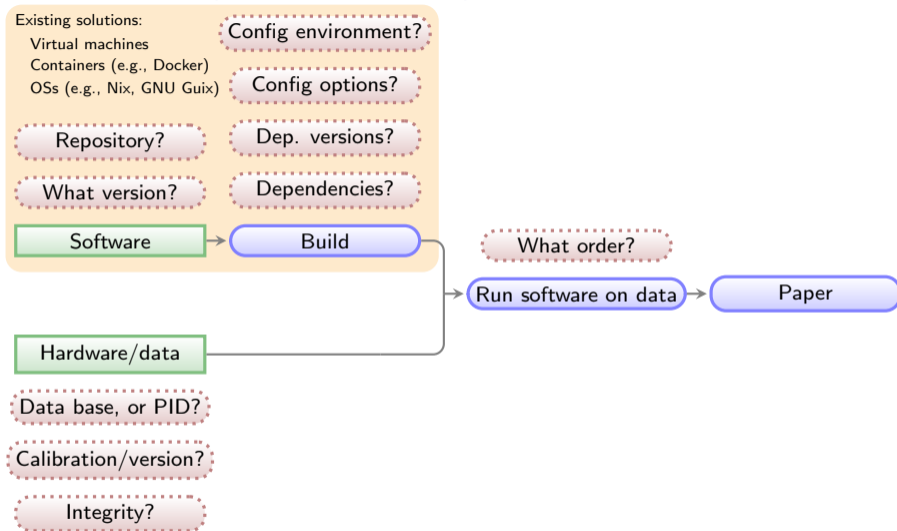 Existing solutions:
Virtual machines
Containers (e.g., Docker)
OSs (e.g., Nix, GNU Guix)
Config environment?
Config options?
Repository?
Dep. versions?
What version?
Dependencies?
Software
Build
What order?
Run software on data
Paper
Hardware/data
Data base, or PID?
Calibration/version?
Integrity?